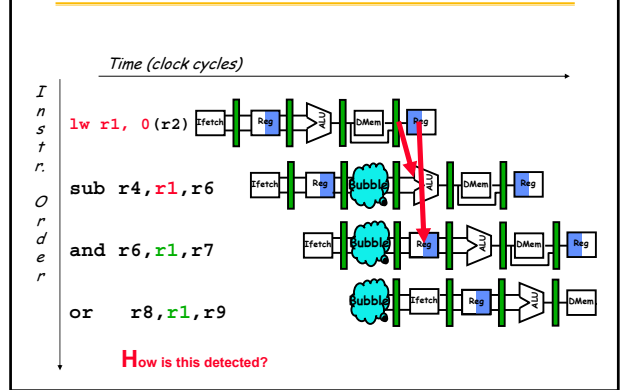 Time (clock cycles)
Instr. Order
lw r1, 0(r2) Ifetch Reg ALU DMem Reg
sub r4,r1,r6 Ifetch Reg Bubble ALU DMem Reg
and r6,r1,r7 Ifetch Bubble Reg ALU DMem Reg
or r8,r1,r9 Bubble Ifetch Reg ALU DMem
How is this detected?